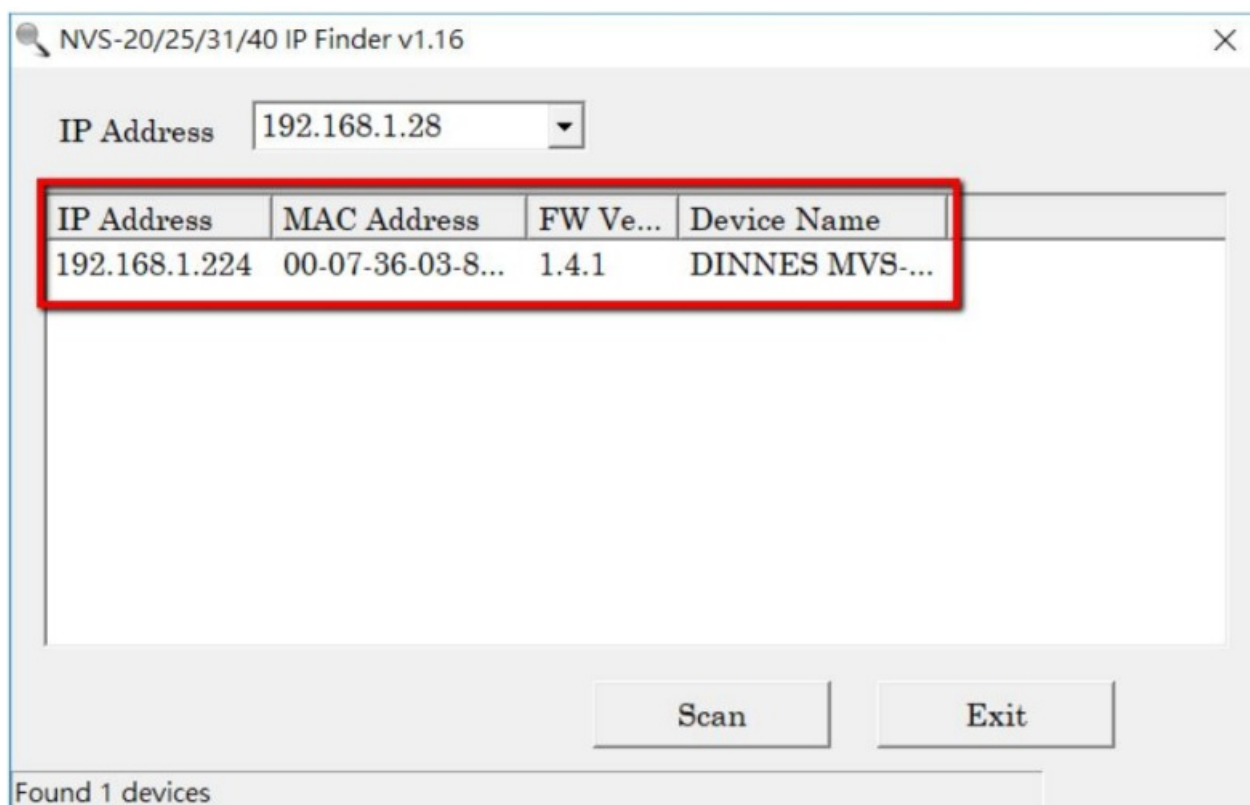 NVS-20/25/31/40 IP Finder v1.16
IP Address 192.168.1.28
IP Address MAC Address FW Ve... Device Name
192.168.1.224 00-07-36-03-8... 1.4.1 DINNES MVS-...
Scan Exit
Found 1 devices